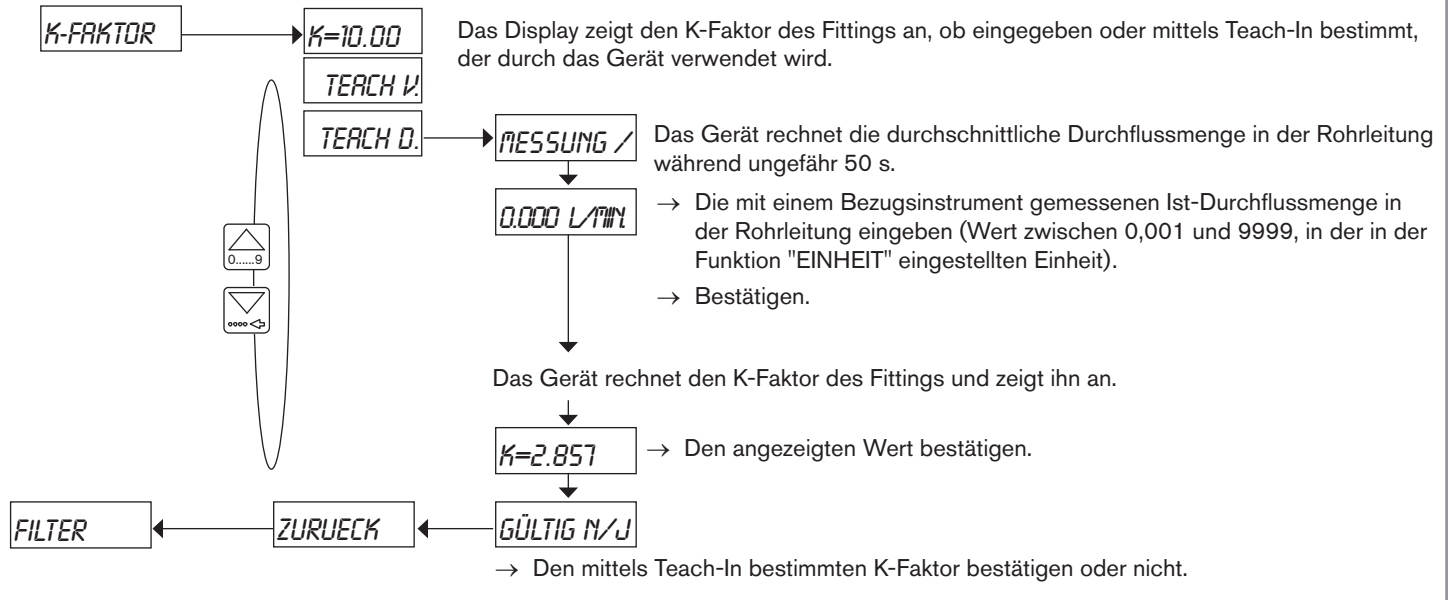 K-FAKTOR
K=10.00
Das Display zeigt den K-Faktor des Fittings an, ob eingegeben oder mittels Teach-In bestimmt,
der durch das Gerät verwendet wird.
TEACH V.
TEACH D.
MESSUNG /
Das Gerät rechnet die durchschnittliche Durchflussmenge in der Rohrleitung
während ungefähr 50 s.
0.000 L/MIN.
→ Die mit einem Bezugsinstrument gemessenen Ist-Durchflussmenge in
der Rohrleitung eingeben (Wert zwischen 0,001 und 9999, in der in der
Funktion "EINHEIT" eingestellten Einheit).
→ Bestätigen.
0......9
Das Gerät rechnet den K-Faktor des Fittings und zeigt ihn an.
K=2.857
→ Den angezeigten Wert bestätigen.
FILTER
ZURUECK
GÜLTIG N/J
→ Den mittels Teach-In bestimmten K-Faktor bestätigen oder nicht.